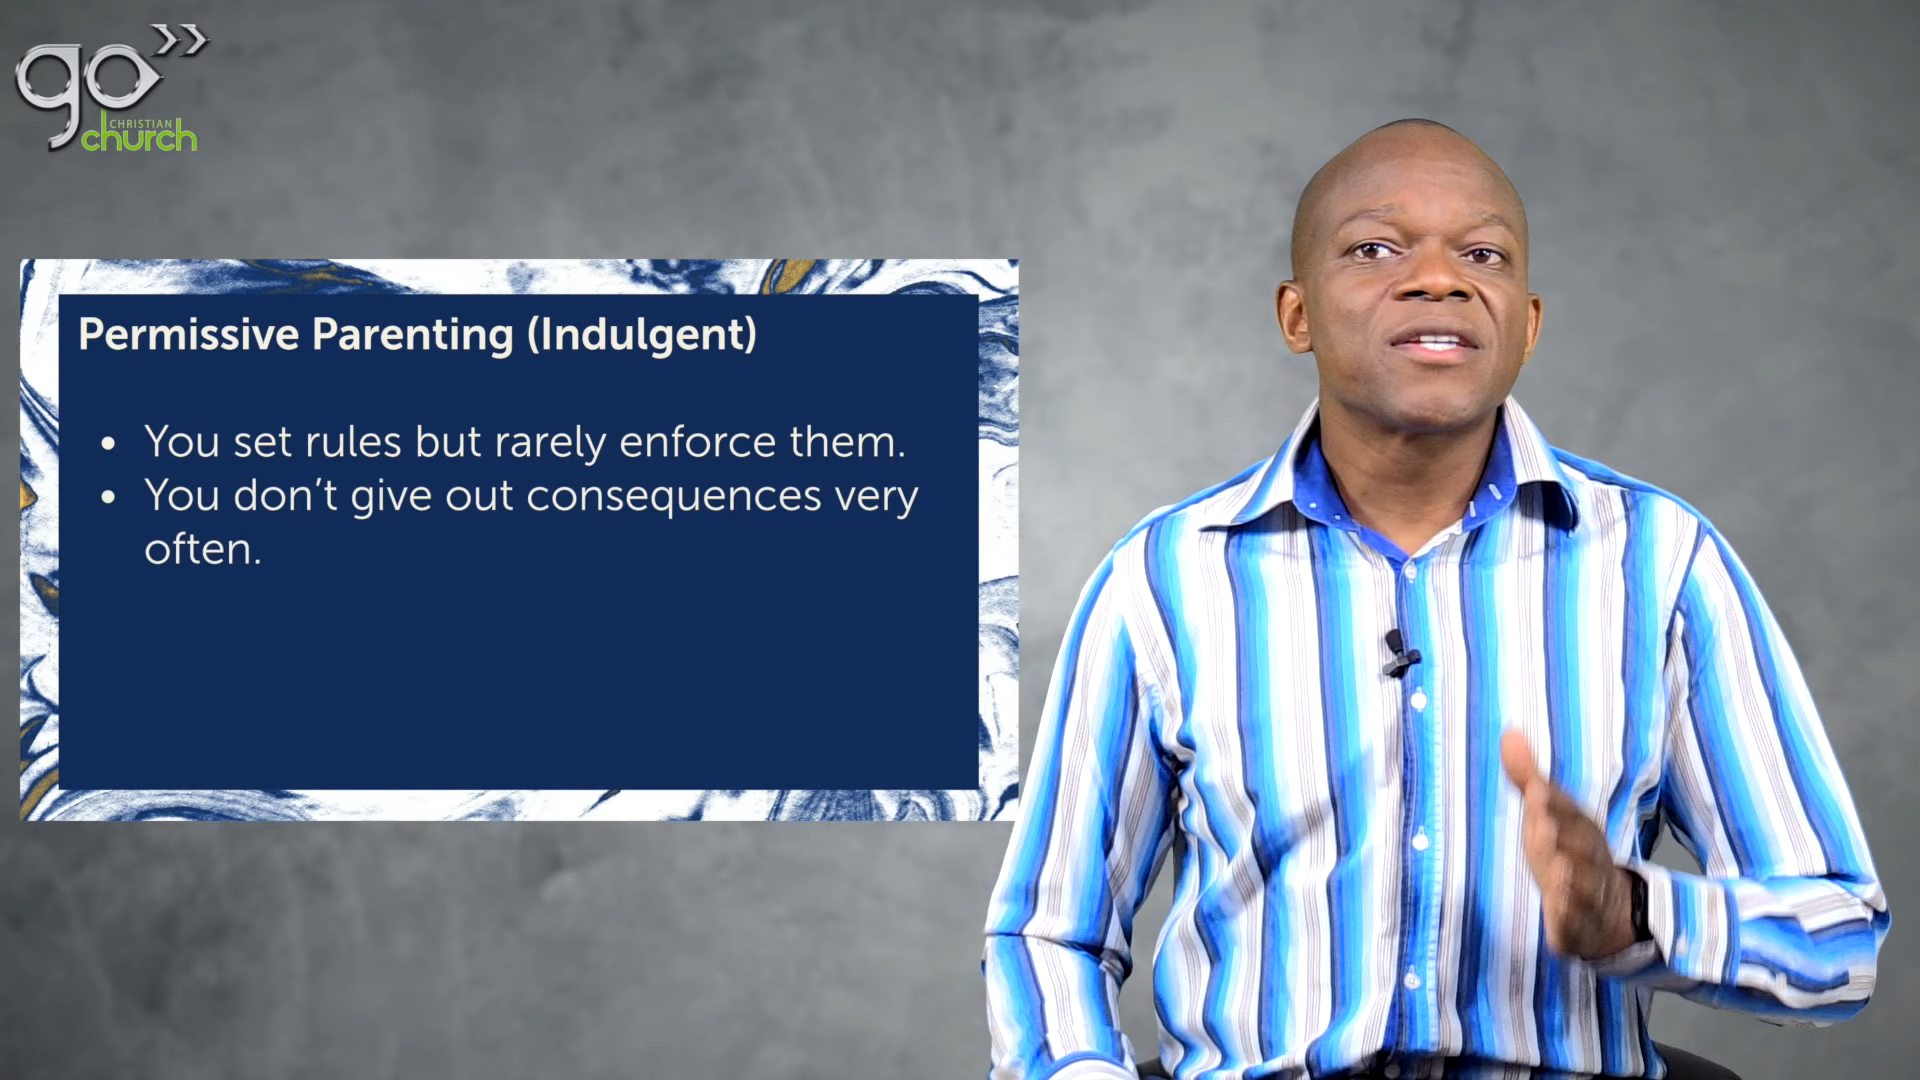 go
CHRISTIAN
church
Permissive Parenting (Indulgent)
• You set rules but rarely enforce them.
• You don't give out consequences very
often.